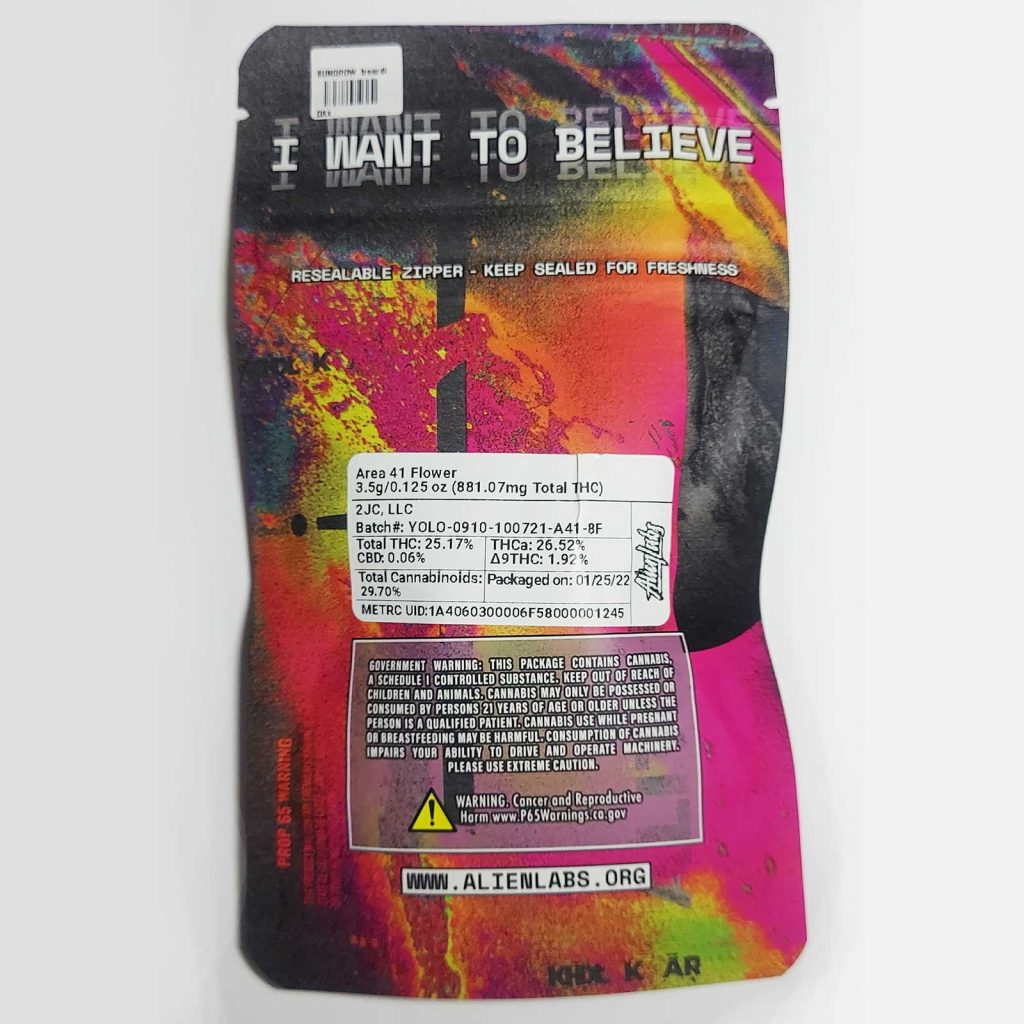 I WANT TO BELIEVE
RESEALABLE ZIPPER - KEEP SEALED FOR FRESHNESS
Area 41 Flower
3.5g/0.125 oz (881.07mg Total THC)
2JC, LLC
Batch#: YOLO-0910-100721-A41-8F
Total THC: 25.17% THCa: 26.52%
CBD: 0.06% Δ9THC: 1.92%
Total Cannabinoids: Packaged on: 01/25/22
29.70%
METRC UID:1A4060300006F58000001245
Alien Labs
GOVERNMENT WARNING: THIS PACKAGE CONTAINS CANNABIS,
A SCHEDULE I CONTROLLED SUBSTANCE. KEEP OUT OF REACH OF
CHILDREN AND ANIMALS. CANNABIS MAY ONLY BE POSSESSED OR
CONSUMED BY PERSONS 21 YEARS OF AGE OR OLDER UNLESS THE
PERSON IS A QUALIFIED PATIENT. CANNABIS USE WHILE PREGNANT
OR BREASTFEEDING MAY BE HARMFUL. CONSUMPTION OF CANNABIS
IMPAIRS YOUR ABILITY TO DRIVE AND OPERATE MACHINERY.
PLEASE USE EXTREME CAUTION.
WARNING. Cancer and Reproductive
Harm www.P65Warnings.ca.gov
PROP 65 WARNING
WWW.ALIENLABS.ORG